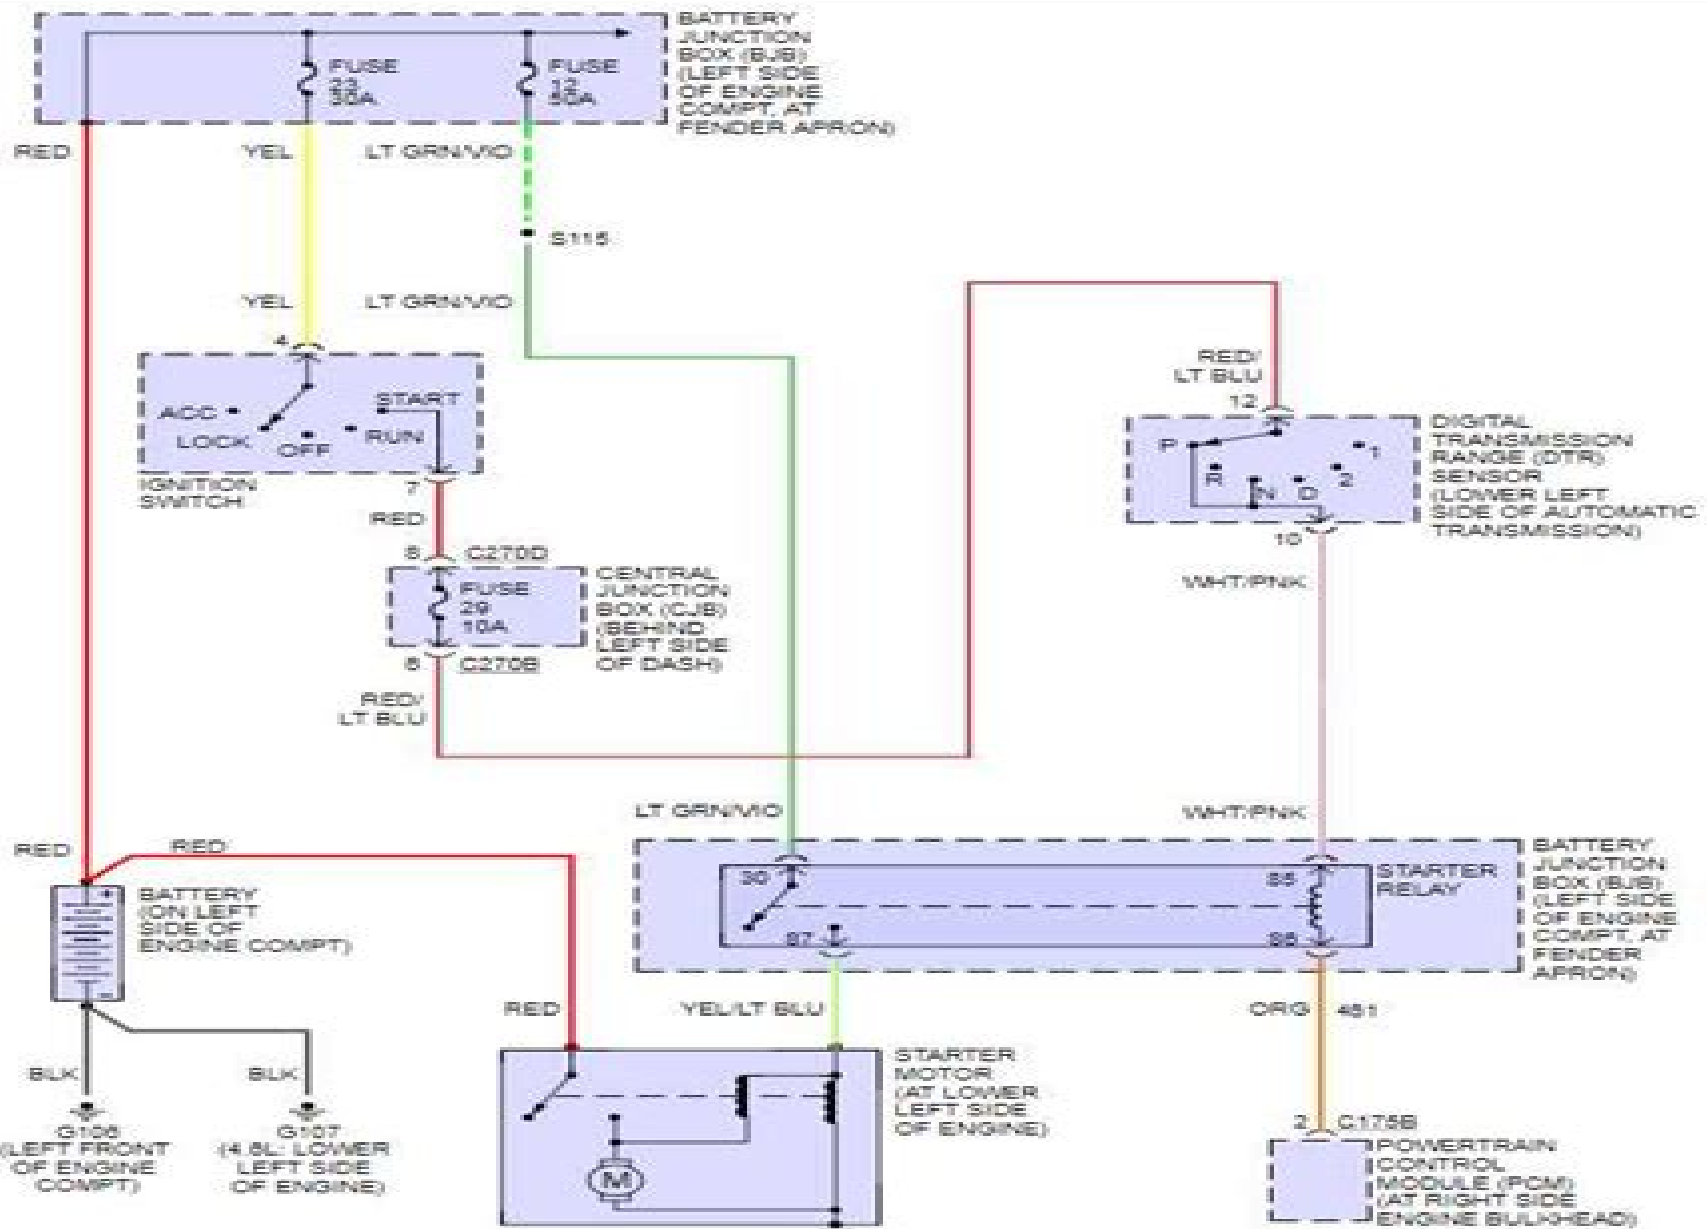 BATTERY
JUNCTION
BOX (BJB)
(LEFT SIDE
OF ENGINE
COMPT, AT
FENDER APRON)
FUSE
30A
FUSE
12
50A
RED
YEL
LT GRN/VIO
S115
YEL
LT GRN/VIO
4
ACC
LOCK
OFF
RUN
START
IGNITION
SWITCH
7
RED
8 C270D
FUSE
29
10A
CENTRAL
JUNCTION
BOX (CJB)
(BEHIND
LEFT SIDE
OF DASH)
C270B
RED/
LT BLU
RED/
LT BLU
12
P
R
N
D
2
1
DIGITAL
TRANSMISSION
RANGE (DTR)
SENSOR
(LOWER LEFT
SIDE OF AUTOMATIC
TRANSMISSION)
10
WHT/PNK
LT GRN/VIO
WHT/PNK
RED
RED
BATTERY
(ON LEFT
SIDE OF
ENGINE COMPT)
+
-
30
87
85
86
STARTER
RELAY
BATTERY
JUNCTION
BOX (BJB)
(LEFT SIDE
OF ENGINE
COMPT, AT
FENDER
APRON)
RED
YEL/LT BLU
ORG
BLK
BLK
(LEFT FRONT
OF ENGINE
COMPT)
G107
(4.6L: LOWER
LEFT SIDE
OF ENGINE)
M
STARTER
MOTOR
(AT LOWER
LEFT SIDE
OF ENGINE)
2 C175B
POWERTRAIN
CONTROL
MODULE (PCM)
(AT RIGHT SIDE
ENGINE BULKHEAD)